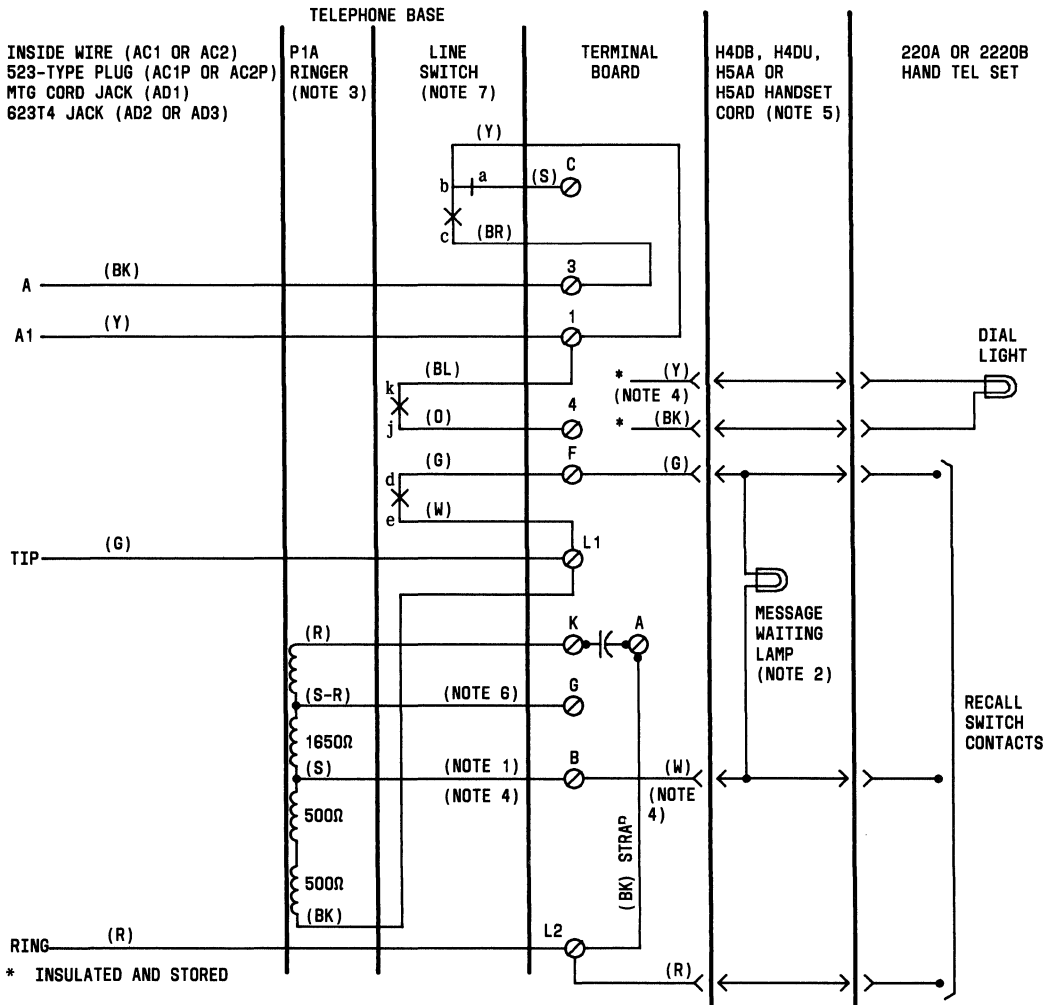 TELEPHONE BASE
INSIDE WIRE (AC1 OR AC2)
523-TYPE PLUG (AC1P OR AC2P)
MTG CORD JACK (AD1)
623T4 JACK (AD2 OR AD3)
P1A
RINGER
(NOTE 3)
LINE
SWITCH
(NOTE 7)
TERMINAL
BOARD
H4DB, H4DU,
H5AA OR
H5AD HANDSET
CORD (NOTE 5)
220A OR 2220B
HAND TEL SET
(Y)
C
b
a
(S)
c
(BR)
A
(BK)
3
A1
(Y)
1
DIAL
LIGHT
k
(BL)
*
(Y)
(NOTE 4)
j
(O)
4
*
(BK)
d
(G)
F
(G)
e
(W)
TIP
(G)
L1
MESSAGE
WAITING
LAMP
(NOTE 2)
(R)
K
A
(S-R)
(NOTE 6)
G
RECALL
SWITCH
CONTACTS
1650Ω
(S)
(NOTE 1)
B
(W)
(NOTE 4)
(NOTE
4)
500Ω
(BK) STRAP
500Ω
(BK)
RING
(R)
L2
(R)
* INSULATED AND STORED